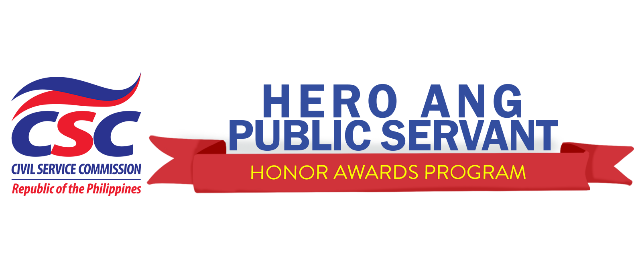 CSC
CIVIL SERVICE COMMISSION
Republic of the Philippines
HERO ANG
PUBLIC SERVANT
HONOR AWARDS PROGRAM